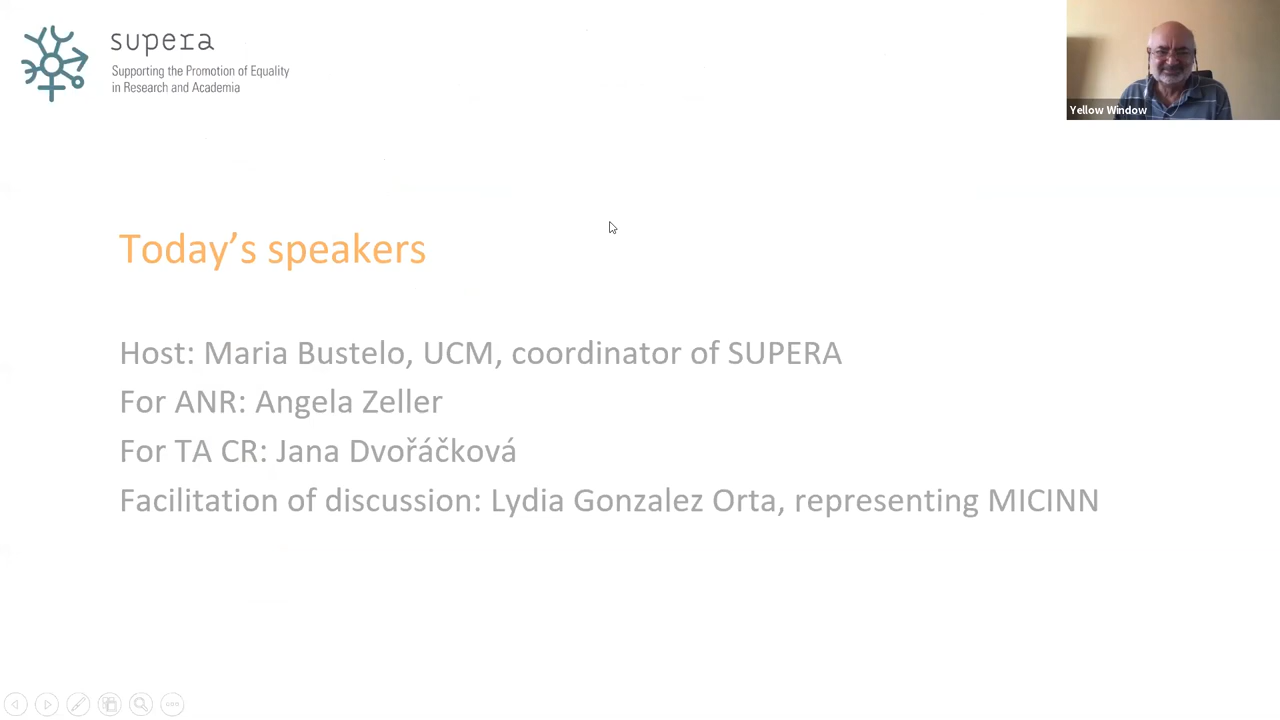 supera
Supporting the Promotion of Equality
in Research and Academia
Yellow Window
Today’s speakers
Host: Maria Bustelo, UCM, coordinator of SUPERA
For ANR: Angela Zeller
For TA CR: Jana Dvořáčková
Facilitation of discussion: Lydia Gonzalez Orta, representing MICINN